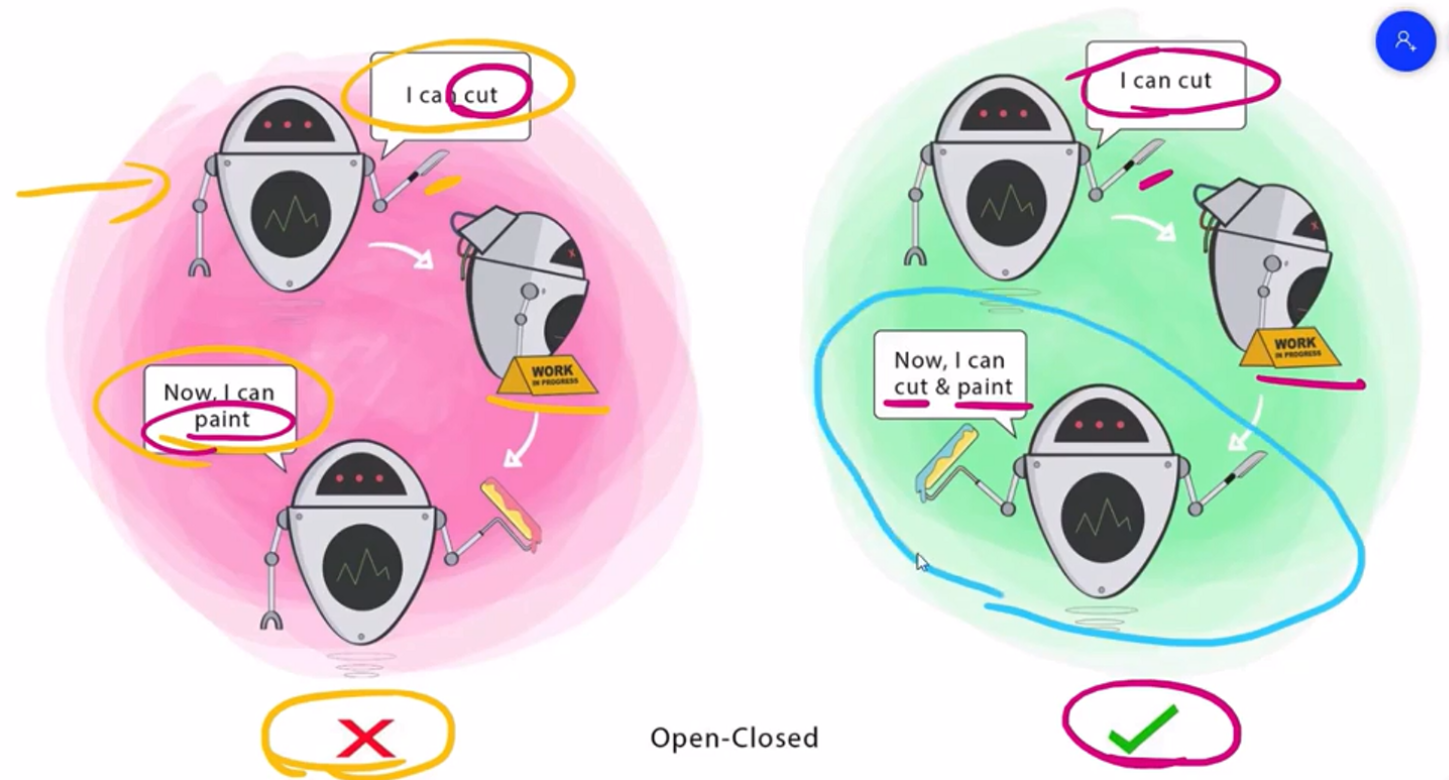 I can cut
WORK
IN PROGRESS
Now, I can
paint
I can cut
WORK
IN PROGRESS
Now, I can
cut & paint
Open-Closed